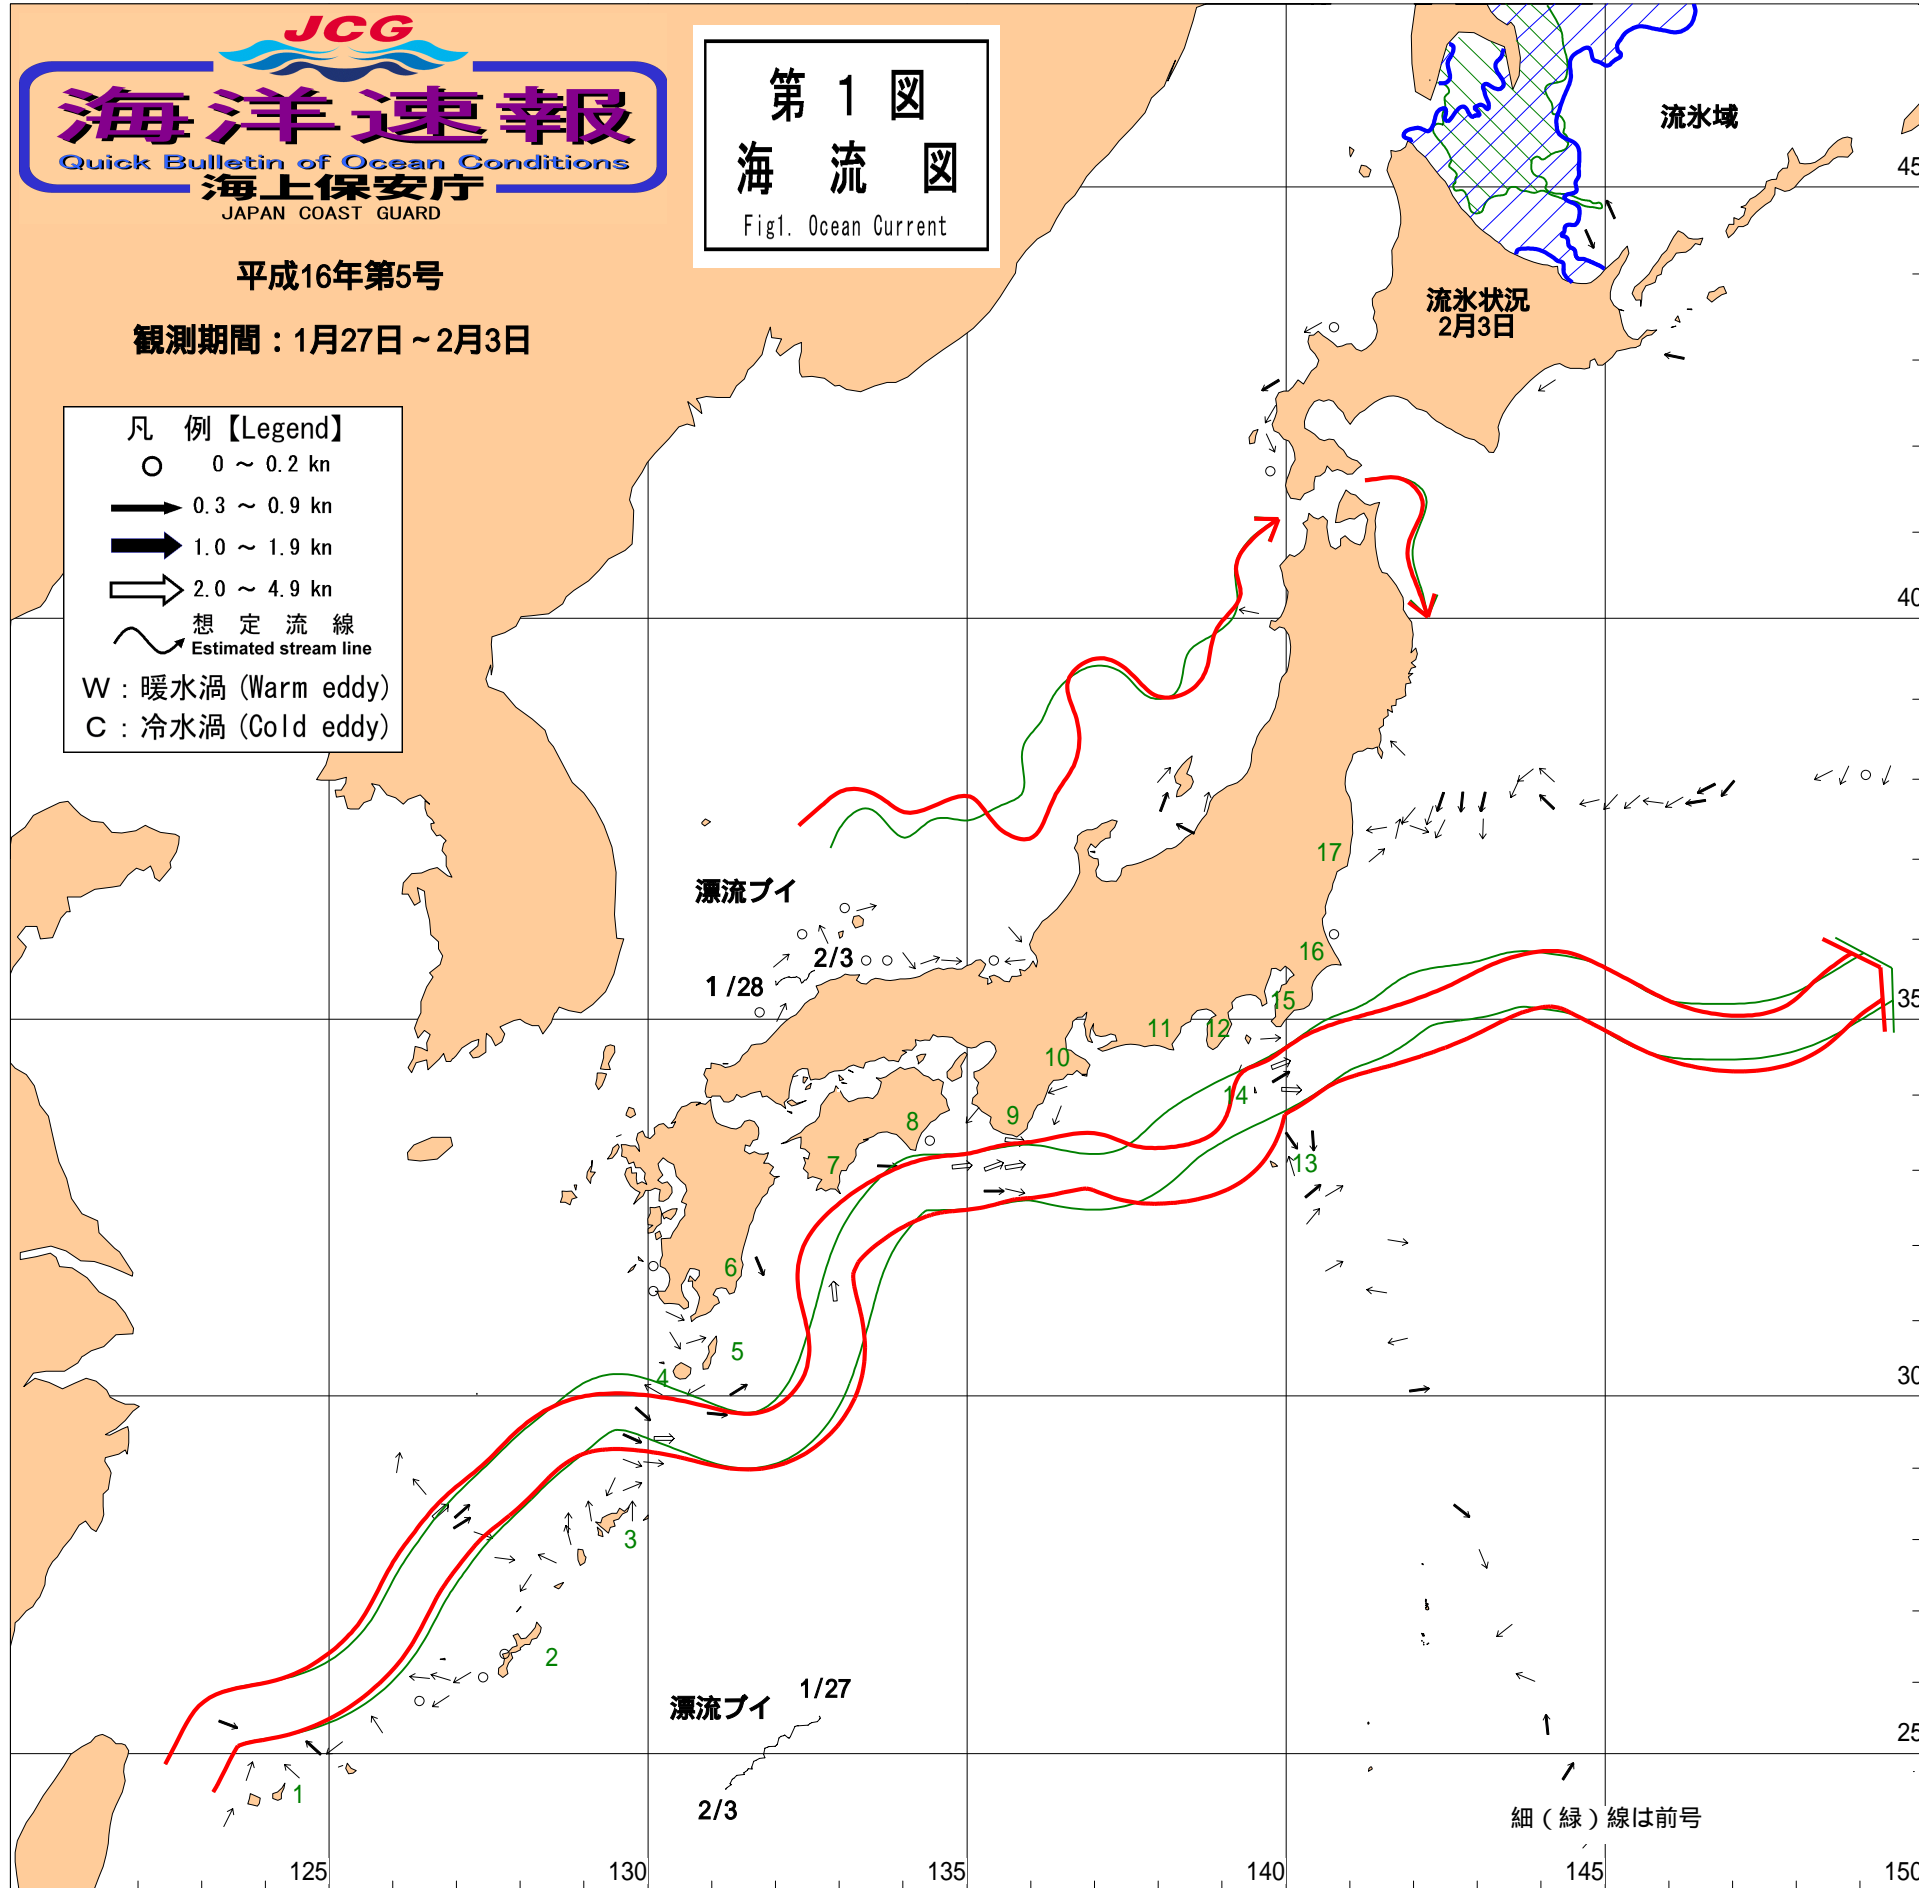 JCG
海洋速報
Quick Bulletin of Ocean Conditions
海上保安庁
JAPAN COAST GUARD
平成16年第5号
観測期間：1月27日～2月3日
第 1 図
海 流 図
Fig1. Ocean Current
凡 例【Legend】
0 ～ 0.2 kn
0.3 ～ 0.9 kn
1.0 ～ 1.9 kn
2.0 ～ 4.9 kn
想 定 流 線
Estimated stream line
W：暖水渦 (Warm eddy)
C：冷水渦 (Cold eddy)
流氷域
流氷状況
2月3日
45
40
35
30
25
漂流ブイ
2/3
1/28
17
16
15
14
13
12
11
10
9
8
7
6
5
4
3
2
1
漂流ブイ
1/27
2/3
細（緑）線は前号
125
130
135
140
145
150